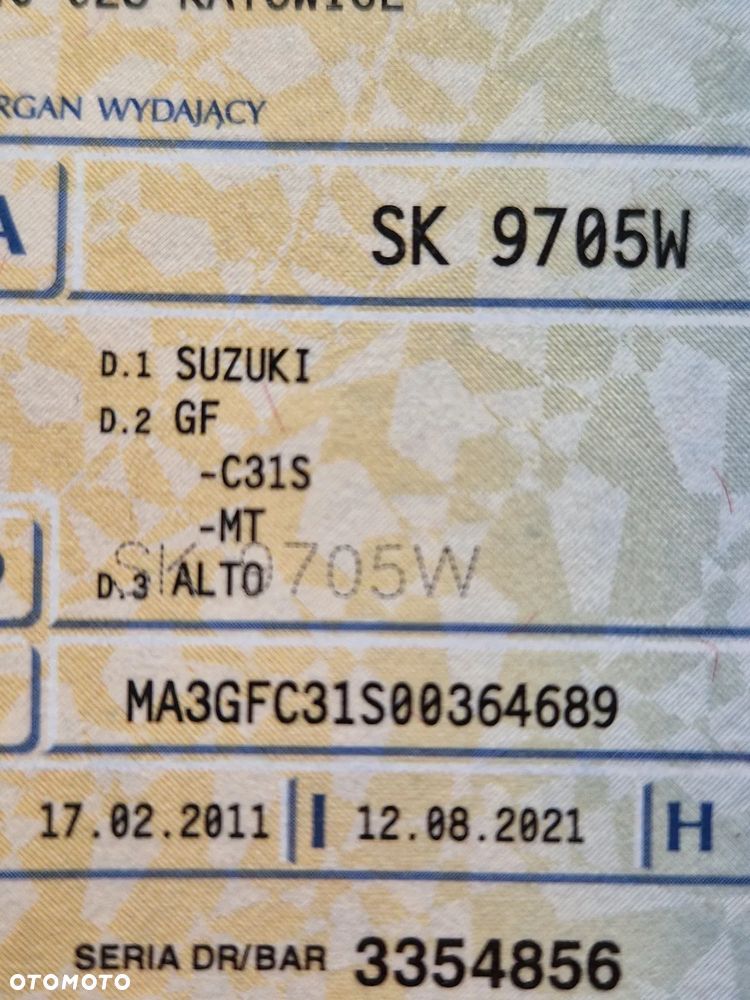 KATOWICE
ORGAN WYDAJĄCY
A
SK 9705W
D.1 SUZUKI
D.2 GF
-C31S
-MT
SK 9705W
D.3 ALTO
MA3GFC31S00364689
17.02.2011 I 12.08.2021 H
SERIA DR/BAR 3354856
OTOMOTO